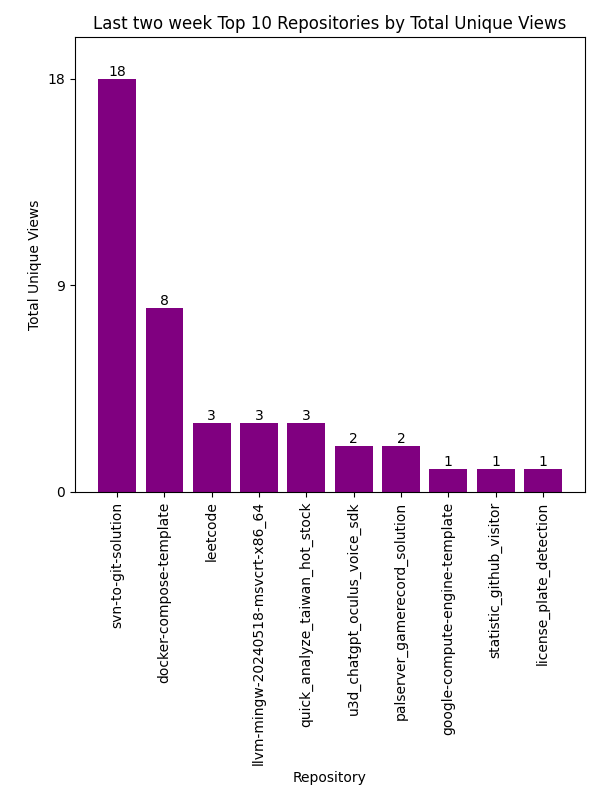 Last two week Top 10 Repositories by Total Unique Views
Total Unique Views
18
9
0
18
8
3
3
3
2
2
1
1
1
svn-to-git-solution
docker-compose-template
leetcode
llvm-mingw-20240518-msvcrt-x86_64
quick_analyze_taiwan_hot_stock
u3d_chatgpt_oculus_voice_sdk
palserver_gamerecord_solution
google-compute-engine-template
statistic_github_visitor
license_plate_detection
Repository